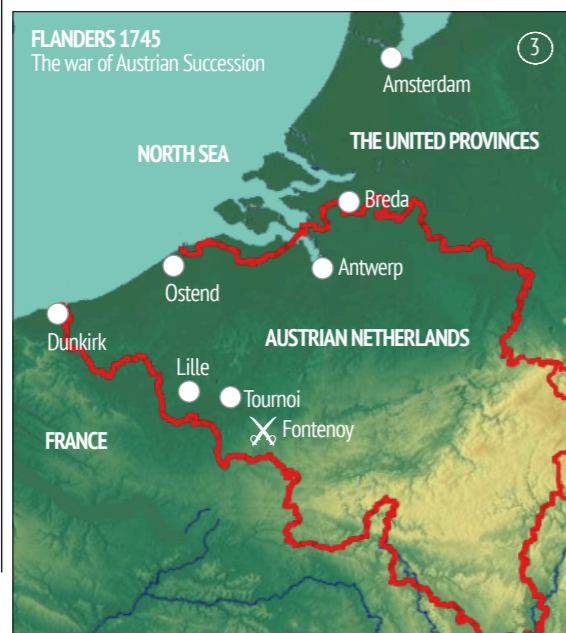 FLANDERS 1745
The war of Austrian Succession
3
Amsterdam
NORTH SEA
THE UNITED PROVINCES
Breda
Ostend
Antwerp
Dunkirk
AUSTRIAN NETHERLANDS
Lille
Tournoi
Fontenoy
FRANCE